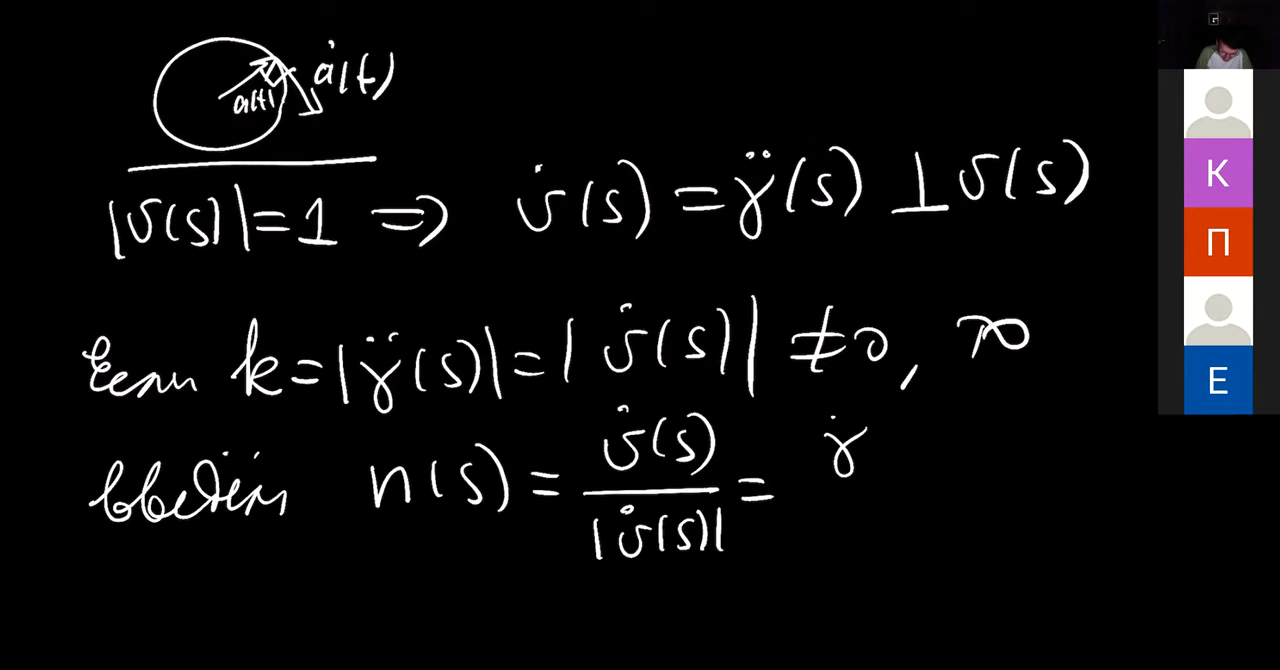 a(t) ȧ(t)
|v(s)| = 1 ⇒ v̇(s) = γ̈(s) ⊥ v(s)
Если k = |γ̈(s)| = |v̇(s)| ≠ 0, то
введём n(s) = v̇(s) / |v̇(s)| = γ̈
К
П
Е